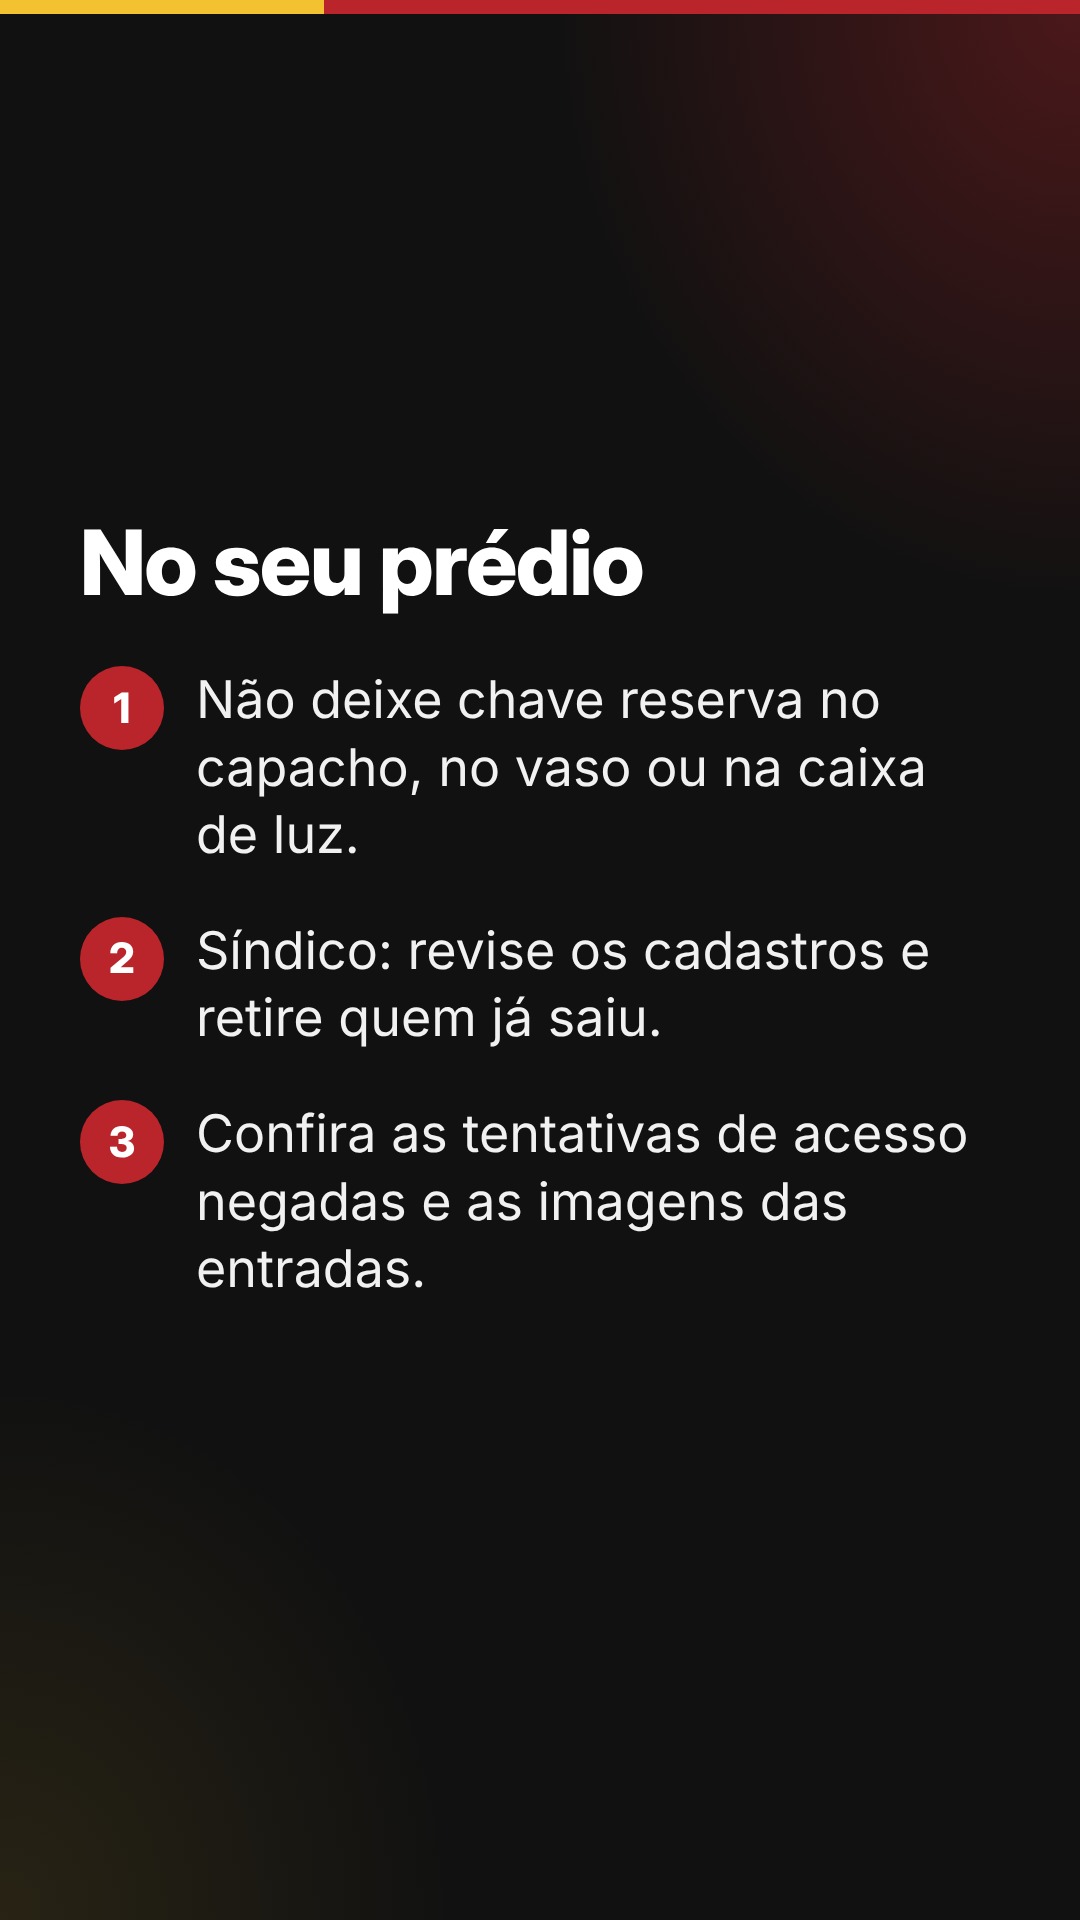 No seu prédio
1 Não deixe chave reserva no
capacho, no vaso ou na caixa
de luz.
2 Síndico: revise os cadastros e
retire quem já saiu.
3 Confira as tentativas de acesso
negadas e as imagens das
entradas.